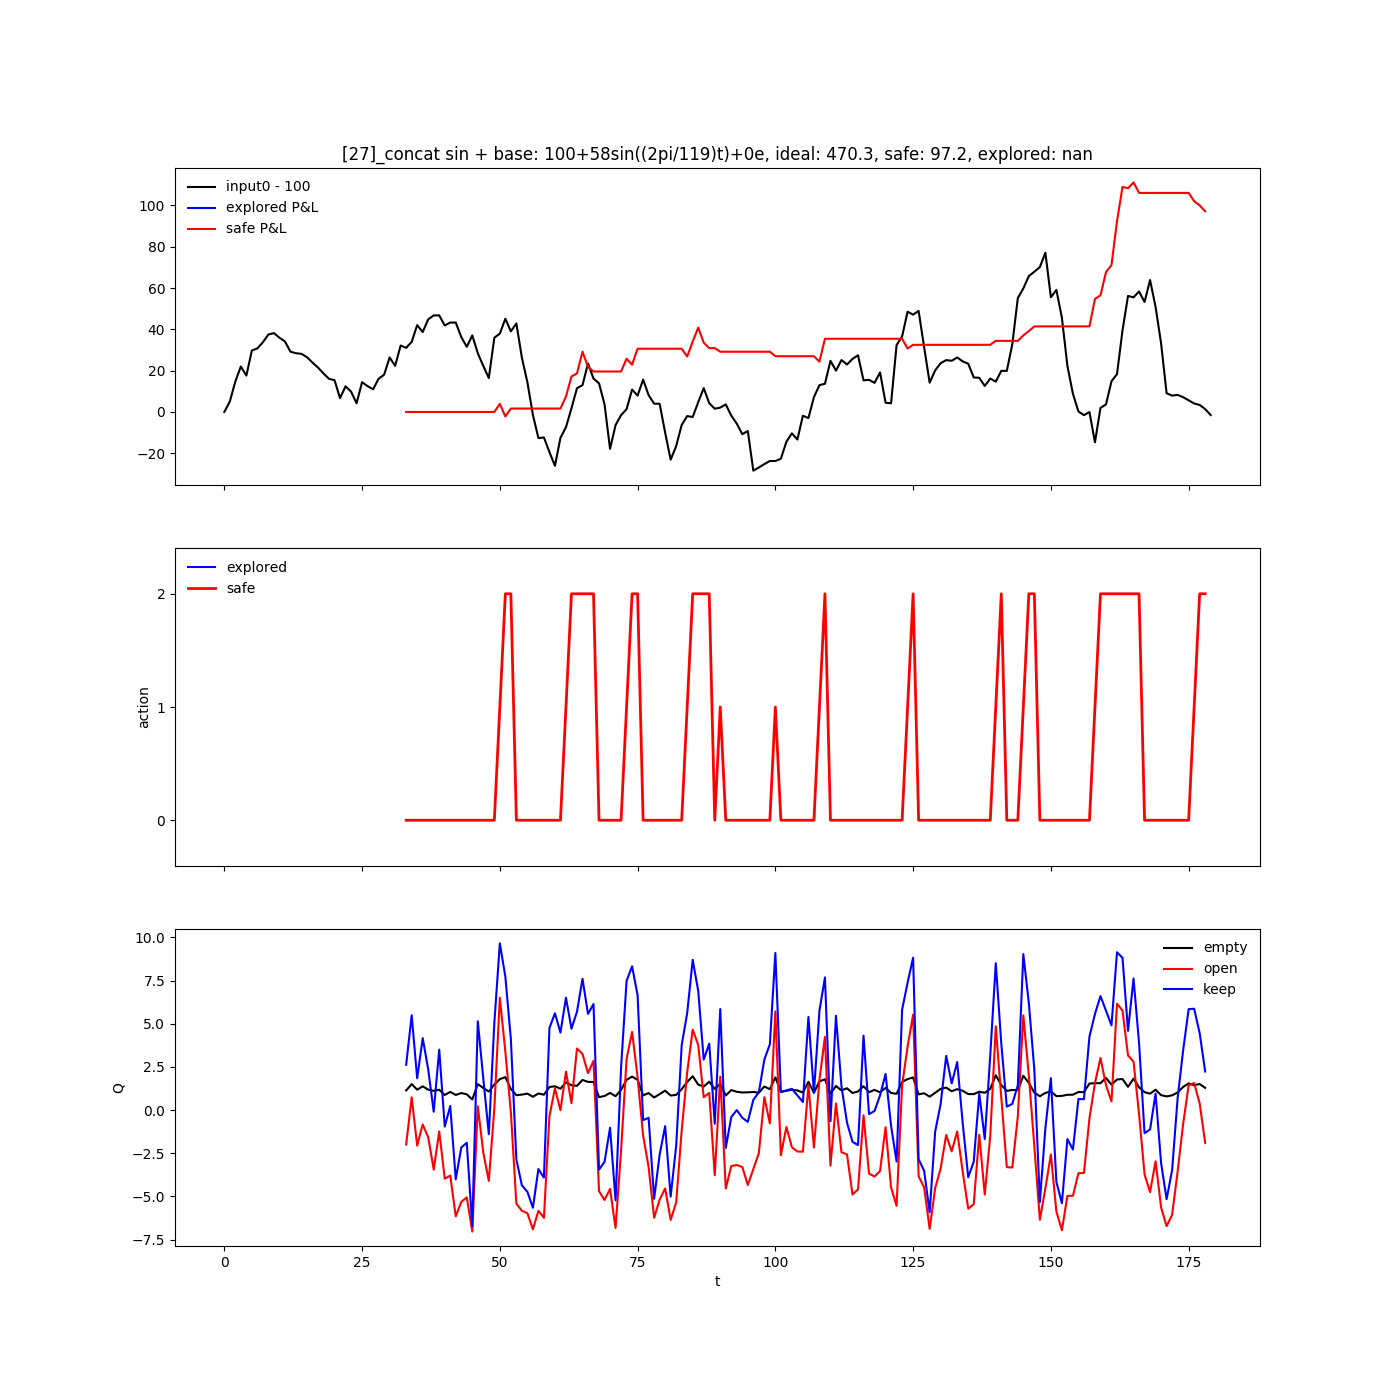 [27]_concat sin + base: 100+58sin((2pi/119)t)+0e, ideal: 470.3, safe: 97.2, explored: nan
input0 - 100
explored P&L
safe P&L
100
80
60
40
20
0
−20
explored
safe
action
2
1
0
empty
open
keep
Q
10.0
7.5
5.0
2.5
0.0
−2.5
−5.0
−7.5
0 25 50 75 100 125 150 175
t